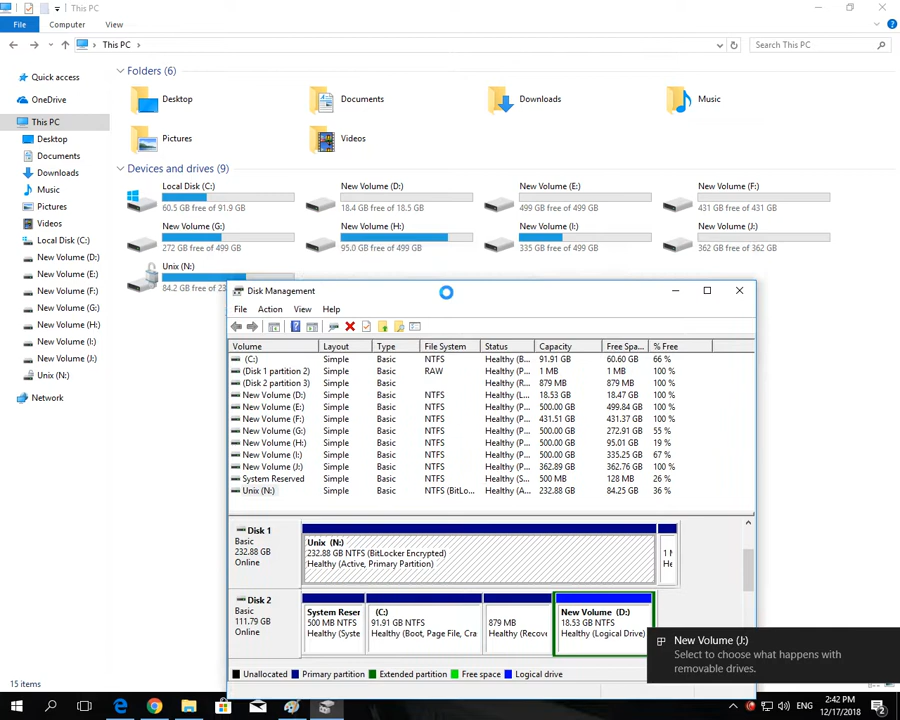 This PC
File
Computer
View
This PC
Search This PC
Quick access
OneDrive
This PC
Desktop
Documents
Downloads
Music
Pictures
Videos
Local Disk (C:)
New Volume (D:)
New Volume (E:)
New Volume (F:)
New Volume (G:)
New Volume (H:)
New Volume (I:)
New Volume (J:)
Unix (N:)
Network
Folders (6)
Desktop
Documents
Downloads
Music
Pictures
Videos
Devices and drives (9)
Local Disk (C:)
60.5 GB free of 91.9 GB
New Volume (D:)
18.4 GB free of 18.5 GB
New Volume (E:)
499 GB free of 499 GB
New Volume (F:)
431 GB free of 431 GB
New Volume (G:)
272 GB free of 499 GB
New Volume (H:)
95.0 GB free of 499 GB
New Volume (I:)
335 GB free of 499 GB
New Volume (J:)
362 GB free of 362 GB
Unix (N:)
84.2 GB free of 23
Disk Management
File Action View Help
Volume Layout Type File System Status Capacity Free Spa... % Free
(C:) Simple Basic NTFS Healthy (B... 91.91 GB 60.60 GB 66 %
(Disk 1 partition 2) Simple Basic RAW Healthy (P... 1 MB 1 MB 100 %
(Disk 2 partition 3) Simple Basic Healthy (R... 879 MB 879 MB 100 %
New Volume (D:) Simple Basic NTFS Healthy (L... 18.53 GB 18.47 GB 100 %
New Volume (E:) Simple Basic NTFS Healthy (P... 500.00 GB 499.84 GB 100 %
New Volume (F:) Simple Basic NTFS Healthy (P... 431.51 GB 431.37 GB 100 %
New Volume (G:) Simple Basic NTFS Healthy (P... 500.00 GB 272.91 GB 55 %
New Volume (H:) Simple Basic NTFS Healthy (P... 500.00 GB 95.01 GB 19 %
New Volume (I:) Simple Basic NTFS Healthy (P... 500.00 GB 335.25 GB 67 %
New Volume (J:) Simple Basic NTFS Healthy (P... 362.89 GB 362.76 GB 100 %
System Reserved Simple Basic NTFS Healthy (S... 500 MB 128 MB 26 %
Unix (N:) Simple Basic NTFS (BitLo... Healthy (A... 232.88 GB 84.25 GB 36 %
Disk 1
Basic
232.88 GB
Online
Unix (N:)
232.88 GB NTFS (BitLocker Encrypted)
Healthy (Active, Primary Partition)
Disk 2
Basic
111.79 GB
Online
System Reser
500 MB NTFS
Healthy (Syste
(C:)
91.91 GB NTFS
Healthy (Boot, Page File, Cra
879 MB
Healthy (Recov
New Volume (D:)
18.53 GB NTFS
Healthy (Logical Drive)
Unallocated Primary partition Extended partition Free space Logical drive
New Volume (J:)
Select to choose what happens with
removable drives.
15 items
ENG
2:42 PM
12/17/2018
2